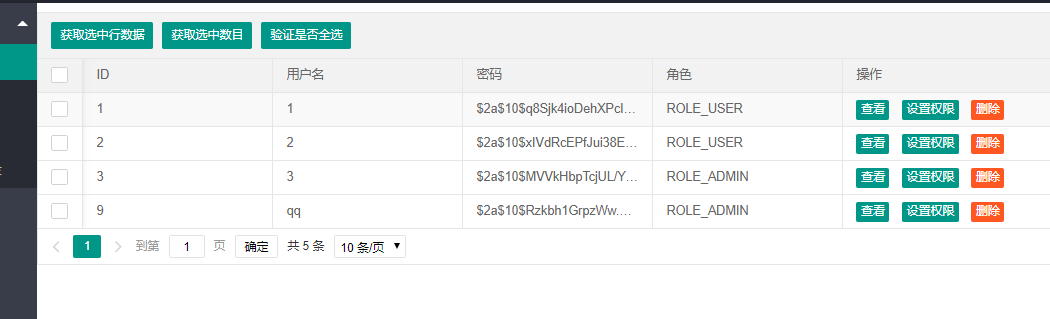 获取选中行数据 获取选中数目 验证是否全选
ID 用户名 密码 角色 操作
1 1 $2a$10$q8Sjk4ioDehXPcI... ROLE_USER 查看 设置权限 删除
2 2 $2a$10$xIVdRcEPfJui38E... ROLE_USER 查看 设置权限 删除
3 3 $2a$10$MVVkHbpTcjUL/Y... ROLE_ADMIN 查看 设置权限 删除
9 qq $2a$10$Rzkbh1GrpzWw.... ROLE_ADMIN 查看 设置权限 删除
1 到第 1 页 确定 共 5 条 10 条/页